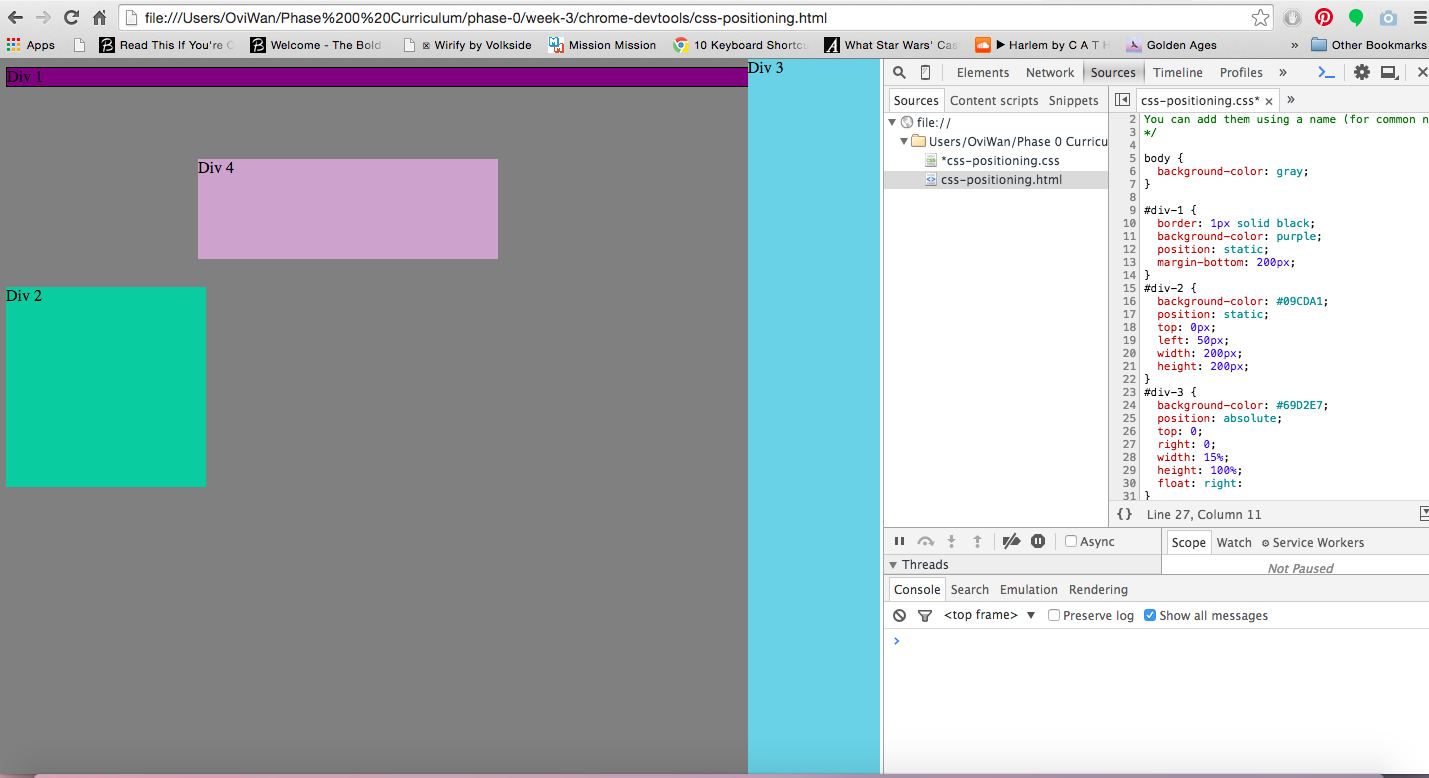 file:///Users/OviWan/Phase%200%20Curriculum/phase-0/week-3/chrome-devtools/css-positioning.html
Apps Read This If You're C Welcome - The Bold Wirify by Volkside Mission Mission 10 Keyboard Shortcu What Star Wars' Cas ▶ Harlem by C A T H Golden Ages » Other Bookmarks
Div 1
Div 3
Div 4
Div 2
Elements Network Sources Timeline Profiles »
Sources Content scripts Snippets
file://
Users/OviWan/Phase 0 Curricu
*css-positioning.css
css-positioning.html
css-positioning.css* × »
2 You can add them using a name (for common n
3 */
4
5 body {
6 background-color: gray;
7 }
8
9 #div-1 {
10 border: 1px solid black;
11 background-color: purple;
12 position: static;
13 margin-bottom: 200px;
14 }
15 #div-2 {
16 background-color: #09CDA1;
17 position: static;
18 top: 0px;
19 left: 50px;
20 width: 200px;
21 height: 200px;
22 }
23 #div-3 {
24 background-color: #69D2E7;
25 position: absolute;
26 top: 0;
27 right: 0;
28 width: 15%;
29 height: 100%;
30 float: right:
31 }
{} Line 27, Column 11
Async
Threads
Scope Watch Service Workers
Not Paused
Console Search Emulation Rendering
<top frame> ▼ Preserve log Show all messages